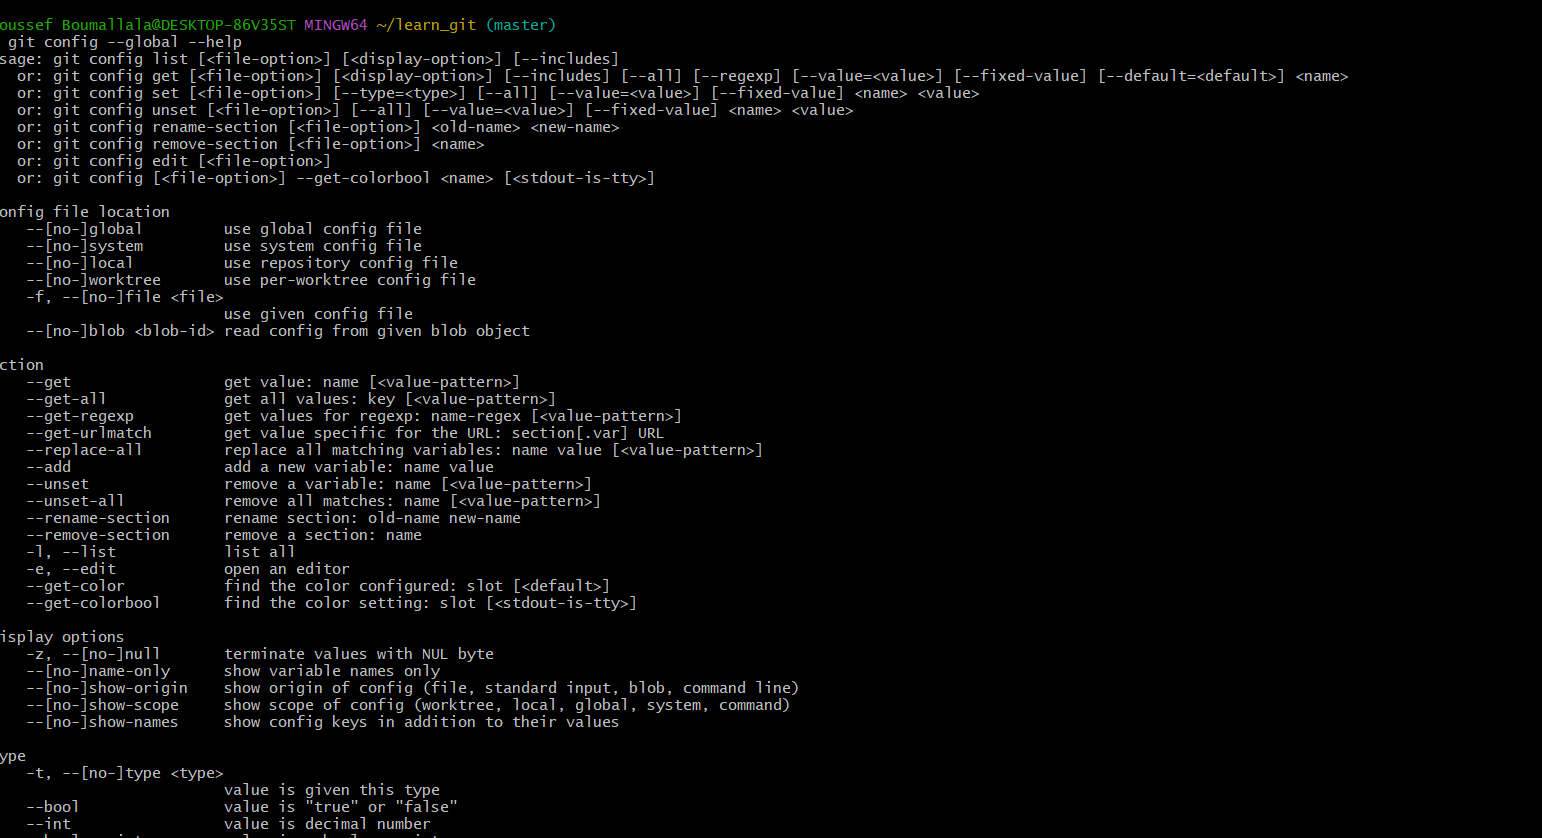 oussef Boumallala@DESKTOP-86V35ST MINGW64 ~/learn_git (master)
git config --global --help
sage: git config list [<file-option>] [<display-option>] [--includes]
or: git config get [<file-option>] [<display-option>] [--includes] [--all] [--regexp] [--value=<value>] [--fixed-value] [--default=<default>] <name>
or: git config set [<file-option>] [--type=<type>] [--all] [--value=<value>] [--fixed-value] <name> <value>
or: git config unset [<file-option>] [--all] [--value=<value>] [--fixed-value] <name> <value>
or: git config rename-section [<file-option>] <old-name> <new-name>
or: git config remove-section [<file-option>] <name>
or: git config edit [<file-option>]
or: git config [<file-option>] --get-colorbool <name> [<stdout-is-tty>]
onfig file location
--[no-]global use global config file
--[no-]system use system config file
--[no-]local use repository config file
--[no-]worktree use per-worktree config file
-f, --[no-]file <file>
use given config file
--[no-]blob <blob-id> read config from given blob object
ction
--get get value: name [<value-pattern>]
--get-all get all values: key [<value-pattern>]
--get-regexp get values for regexp: name-regex [<value-pattern>]
--get-urlmatch get value specific for the URL: section[.var] URL
--replace-all replace all matching variables: name value [<value-pattern>]
--add add a new variable: name value
--unset remove a variable: name [<value-pattern>]
--unset-all remove all matches: name [<value-pattern>]
--rename-section rename section: old-name new-name
--remove-section remove a section: name
-l, --list list all
-e, --edit open an editor
--get-color find the color configured: slot [<default>]
--get-colorbool find the color setting: slot [<stdout-is-tty>]
isplay options
-z, --[no-]null terminate values with NUL byte
--[no-]name-only show variable names only
--[no-]show-origin show origin of config (file, standard input, blob, command line)
--[no-]show-scope show scope of config (worktree, local, global, system, command)
--[no-]show-names show config keys in addition to their values
ype
-t, --[no-]type <type>
value is given this type
--bool value is "true" or "false"
--int value is decimal number